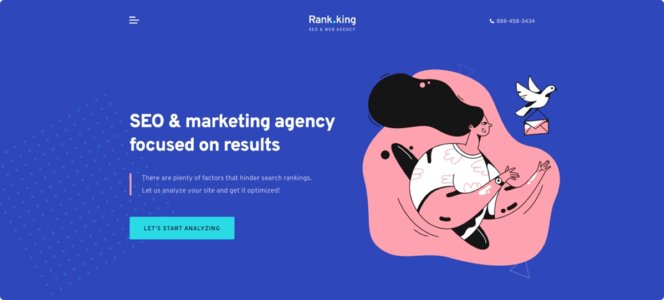 Rank.king
SEO & WEB AGENCY
888-458-3434
SEO & marketing agency
focused on results
There are plenty of factors that hinder search rankings.
Let us analyze your site and get it optimized!
LET'S START ANALYZING